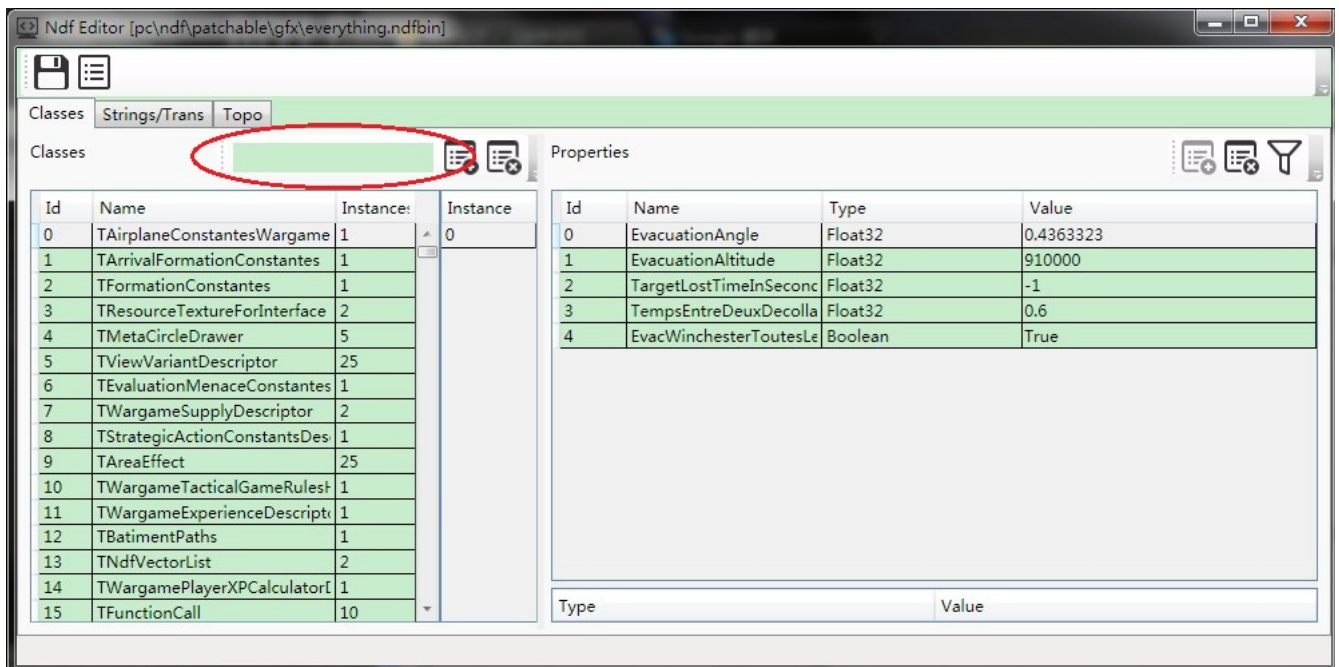 Ndf Editor [pc\ndf\patchable\gfx\everything.ndfbin]
Classes Strings/Trans Topo
Classes Properties
Id Name Instance: Instance Id Name Type Value
0 TAirplaneConstantesWargame 1 0 0 EvacuationAngle Float32 0.4363323
1 TArrivalFormationConstantes 1 1 EvacuationAltitude Float32 910000
2 TFormationConstantes 1 2 TargetLostTimeInSecond Float32 -1
3 TResourceTextureForInterface 2 3 TempsEntreDeuxDecolla Float32 0.6
4 TMetaCircleDrawer 5 4 EvacWinchesterToutesLe Boolean True
5 TViewVariantDescriptor 25
6 TEvaluationMenaceConstantes 1
7 TWargameSupplyDescriptor 2
8 TStrategicActionConstantsDes 1
9 TAreaEffect 25
10 TWargameTacticalGameRulesH 1
11 TWargameExperienceDescripto 1
12 TBatimentPaths 1
13 TNdfVectorList 2
14 TWargamePlayerXPCalculatorD 1
15 TFunctionCall 10
Type Value